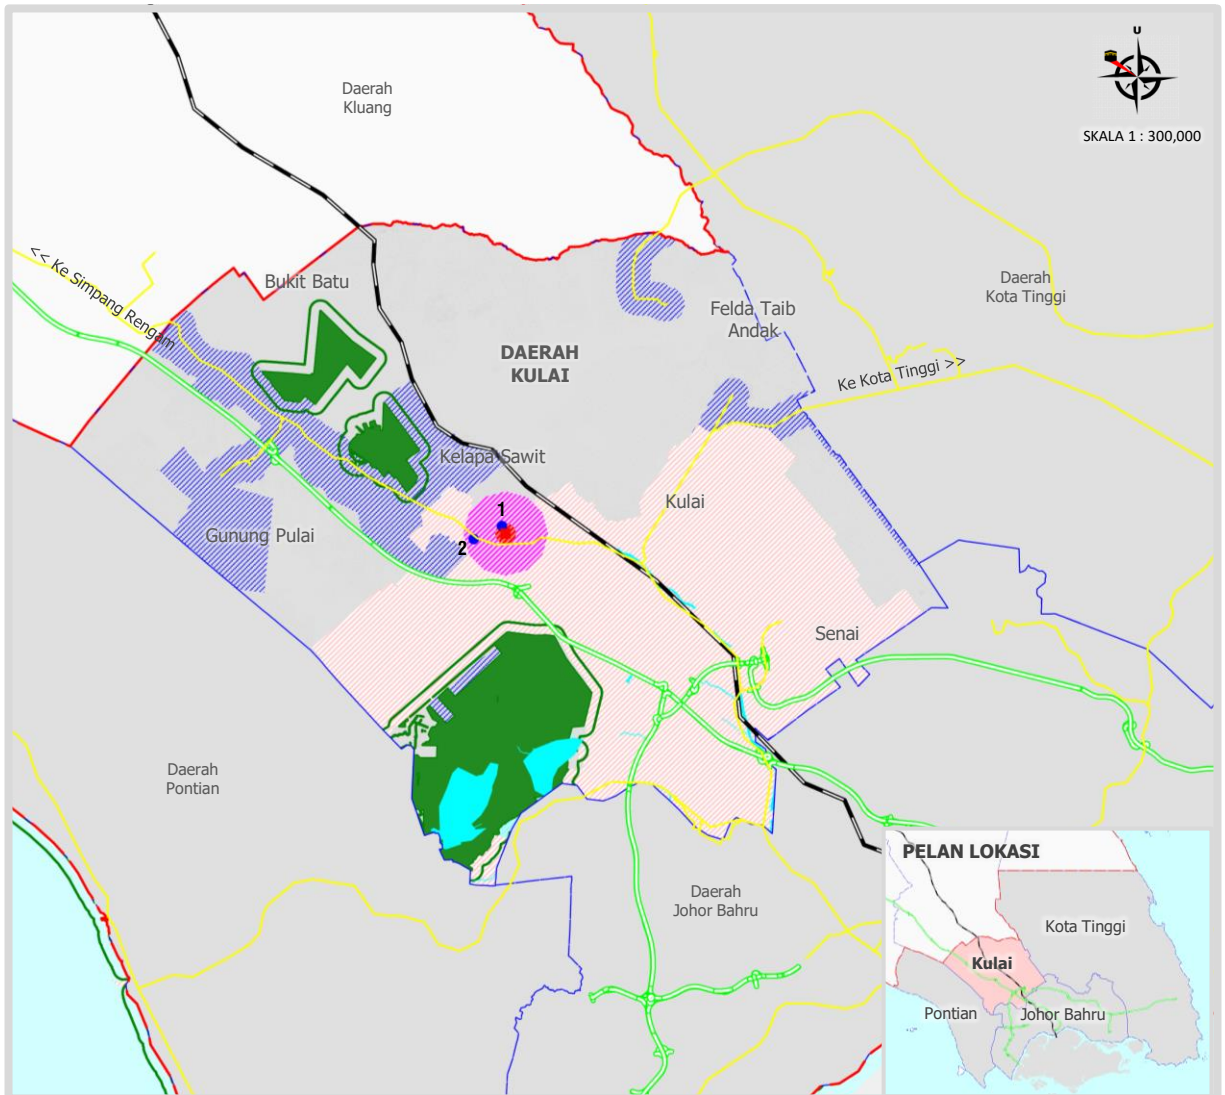 U
SKALA 1 : 300,000
Daerah
Kluang
<< Ke Simpang Rengam
Bukit Batu
Daerah
Kota Tinggi
Felda Taib
Andak
DAERAH
KULAI
Ke Kota Tinggi >>
Kelapa Sawit
Kulai
1
2
Gunung Pulai
Senai
Daerah
Pontian
Daerah
Johor Bahru
PELAN LOKASI
Kota Tinggi
Kulai
Pontian
Johor Bahru